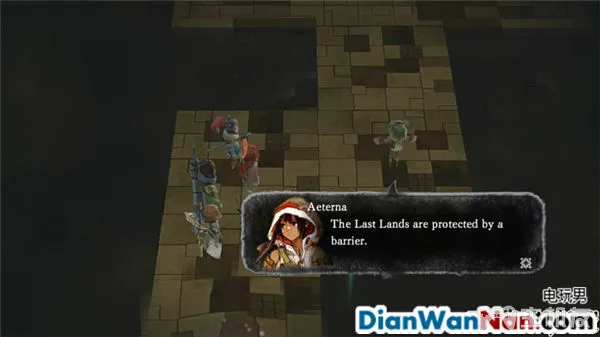 Aeterna
The Last Lands are protected by a
barrier.
电玩男
DianWanNan.com